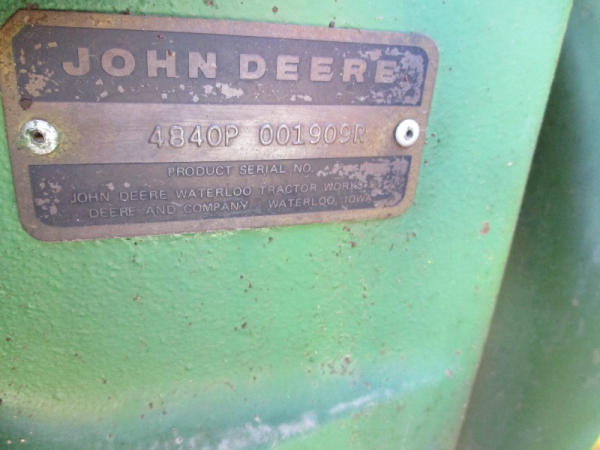 JOHN DEERE
4840P 001909R
PRODUCT SERIAL NO.
JOHN DEERE WATERLOO TRACTOR WORKS
DEERE AND COMPANY WATERLOO, IOWA